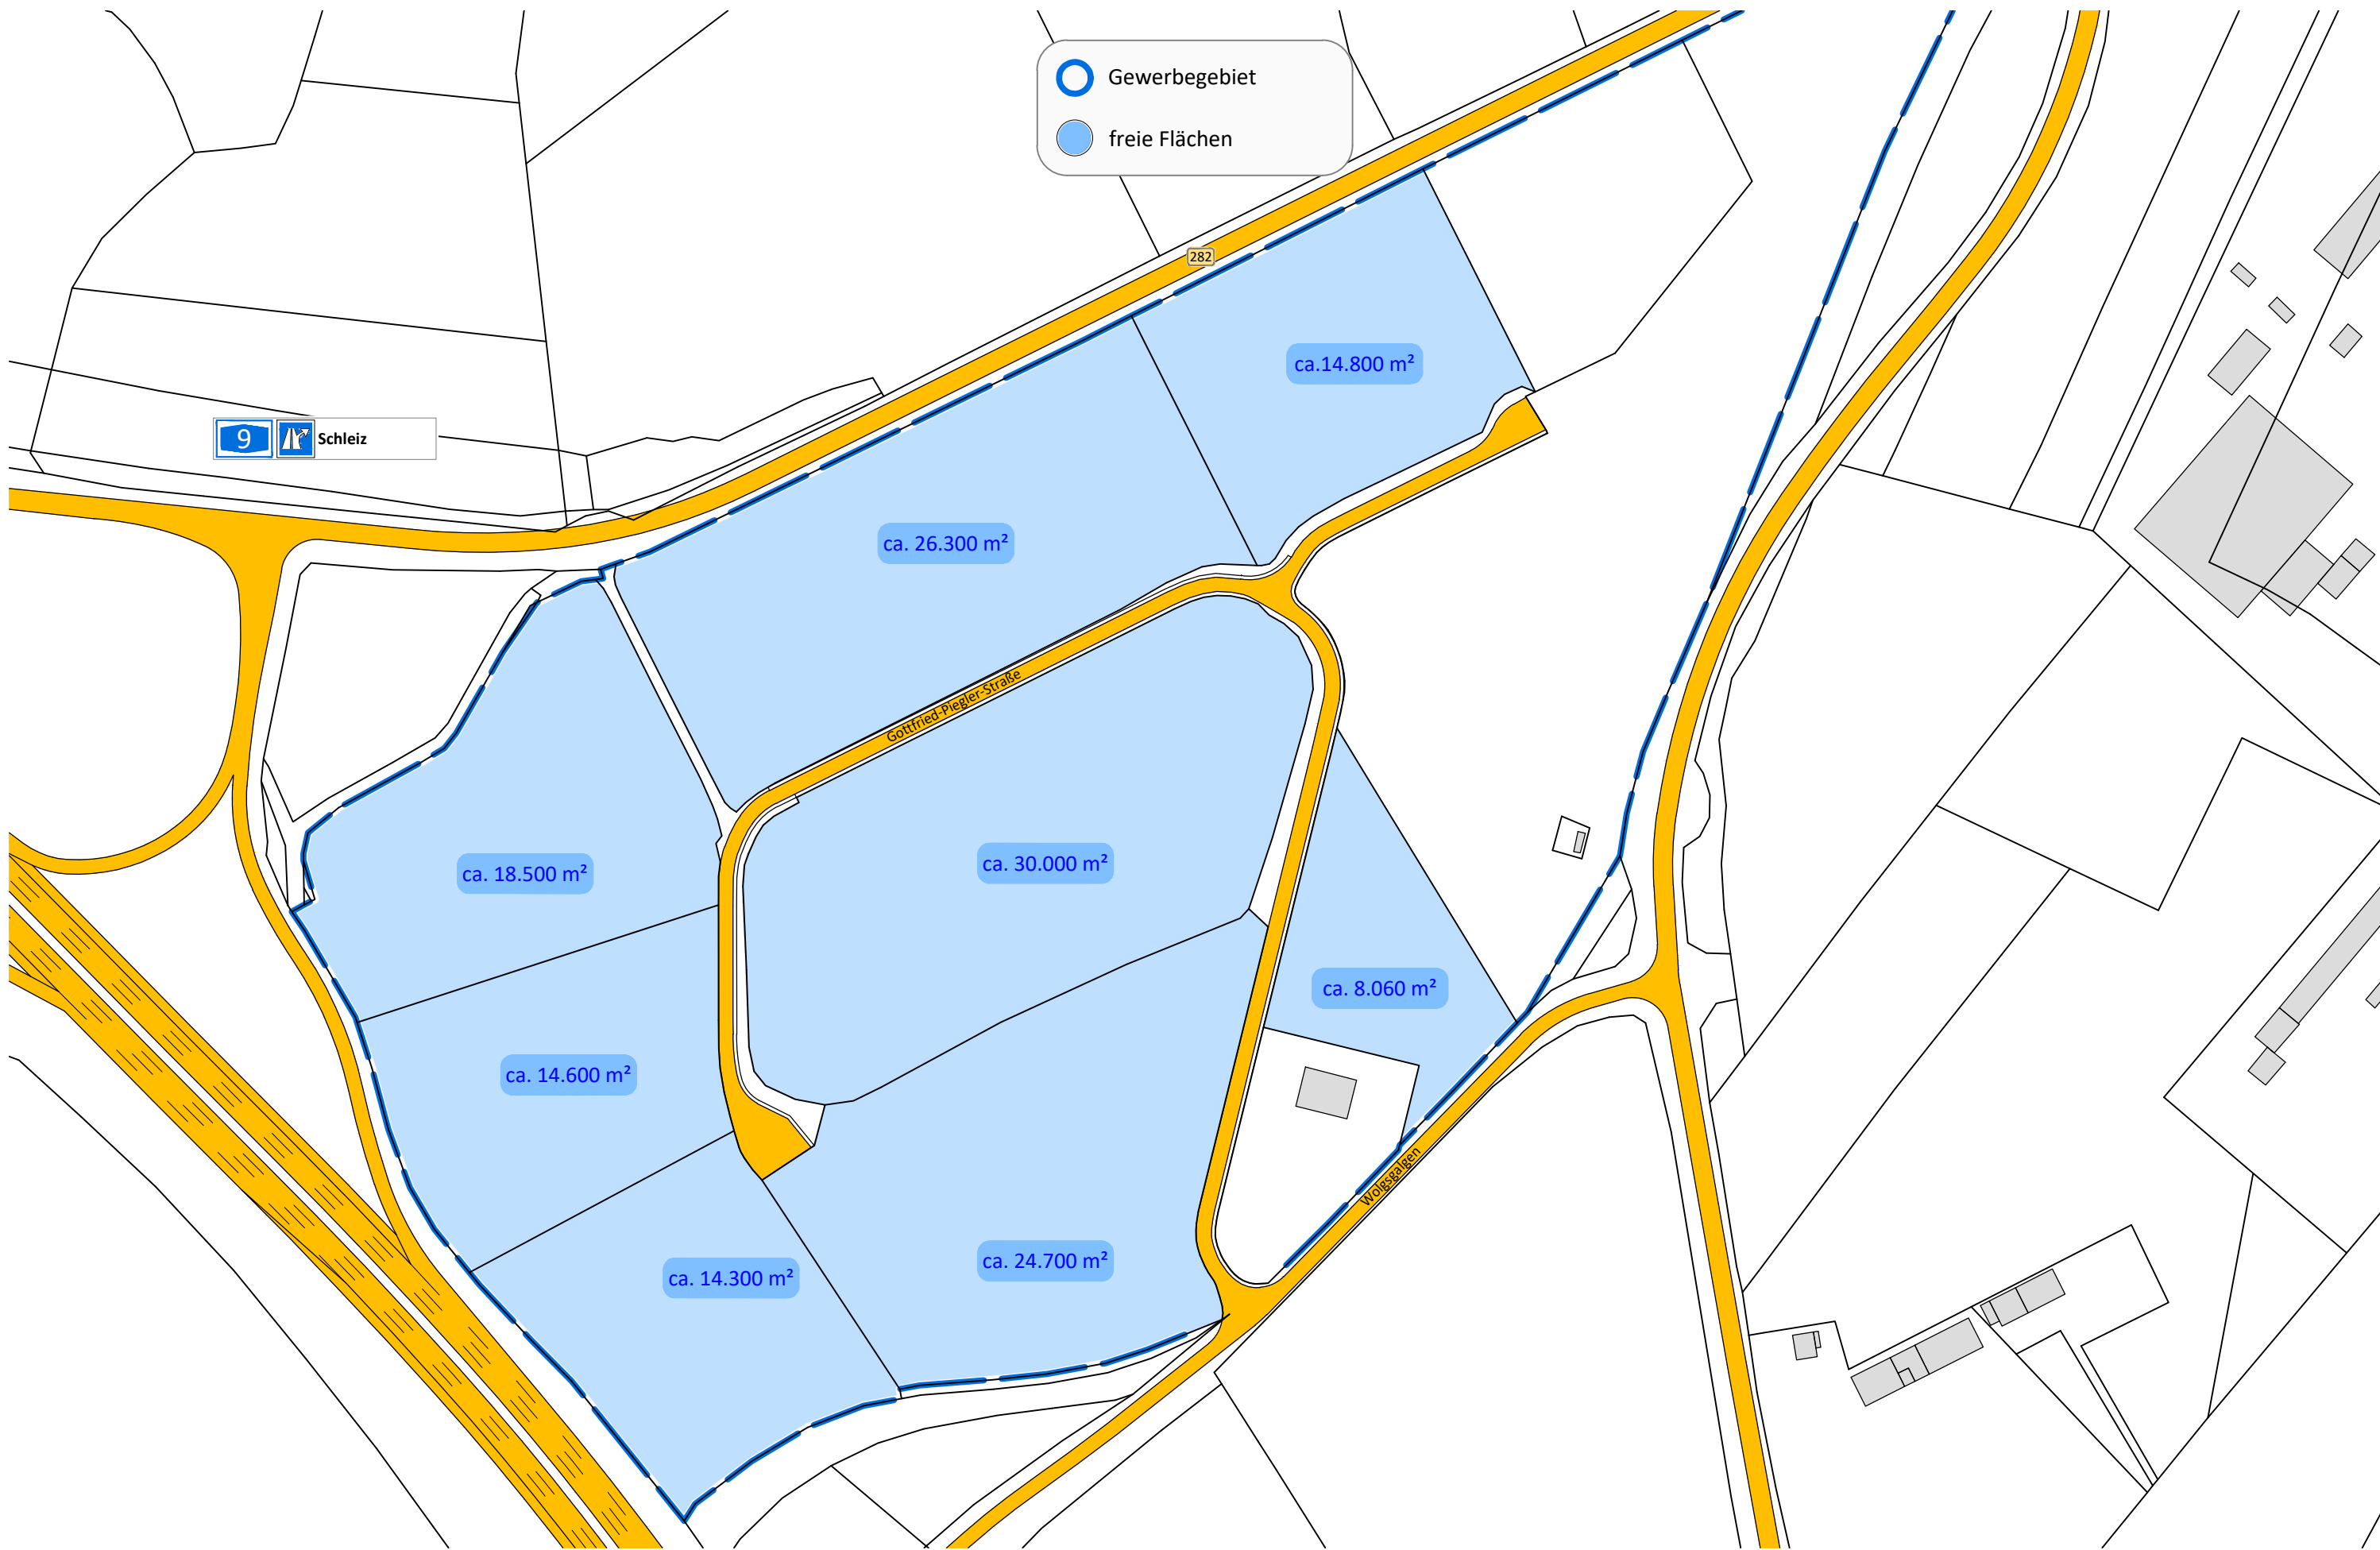 Gewerbegebiet
freie Flächen
282
ca.14.800 m²
9 Schleiz
ca. 26.300 m²
Gottfried-Piegler-Straße
ca. 30.000 m²
ca. 18.500 m²
ca. 8.060 m²
ca. 14.600 m²
Wolgsgalgen
ca. 24.700 m²
ca. 14.300 m²